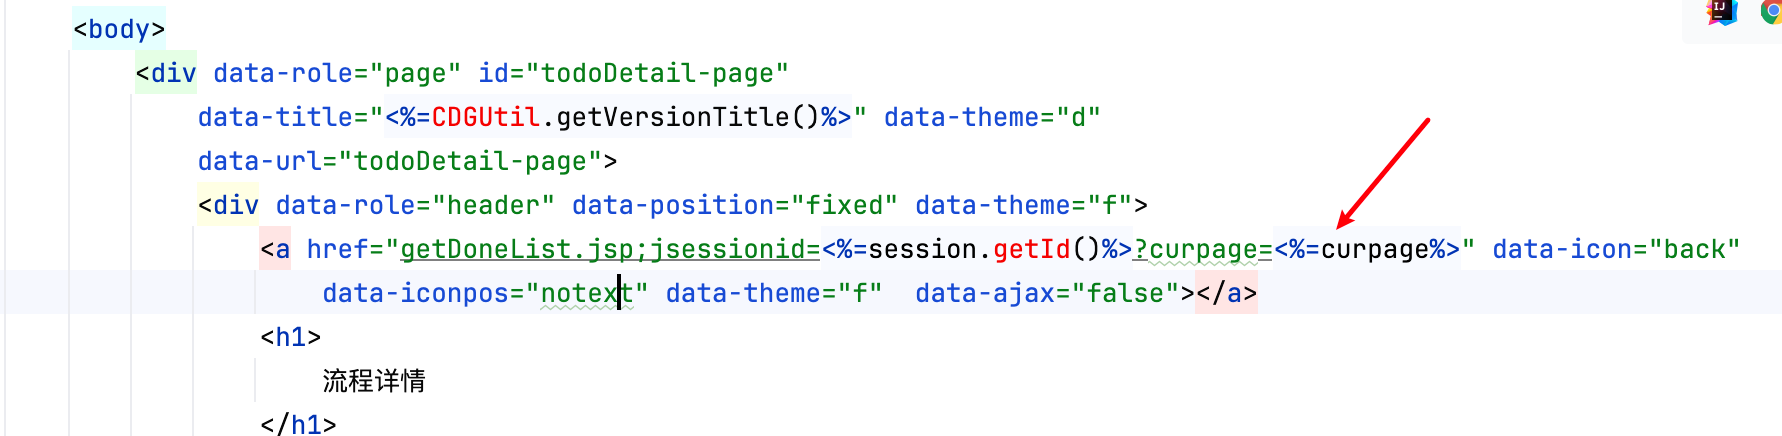 IJ
<body>
<div data-role="page" id="todoDetail-page"
data-title="<%=CDGUtil.getVersionTitle()%>" data-theme="d"
data-url="todoDetail-page">
<div data-role="header" data-position="fixed" data-theme="f">
<a href="getDoneList.jsp;jsessionid=<%=session.getId()%>?curpage=<%=curpage%>" data-icon="back"
data-iconpos="notext" data-theme="f"  data-ajax="false"></a>
<h1>
流程详情
</h1>